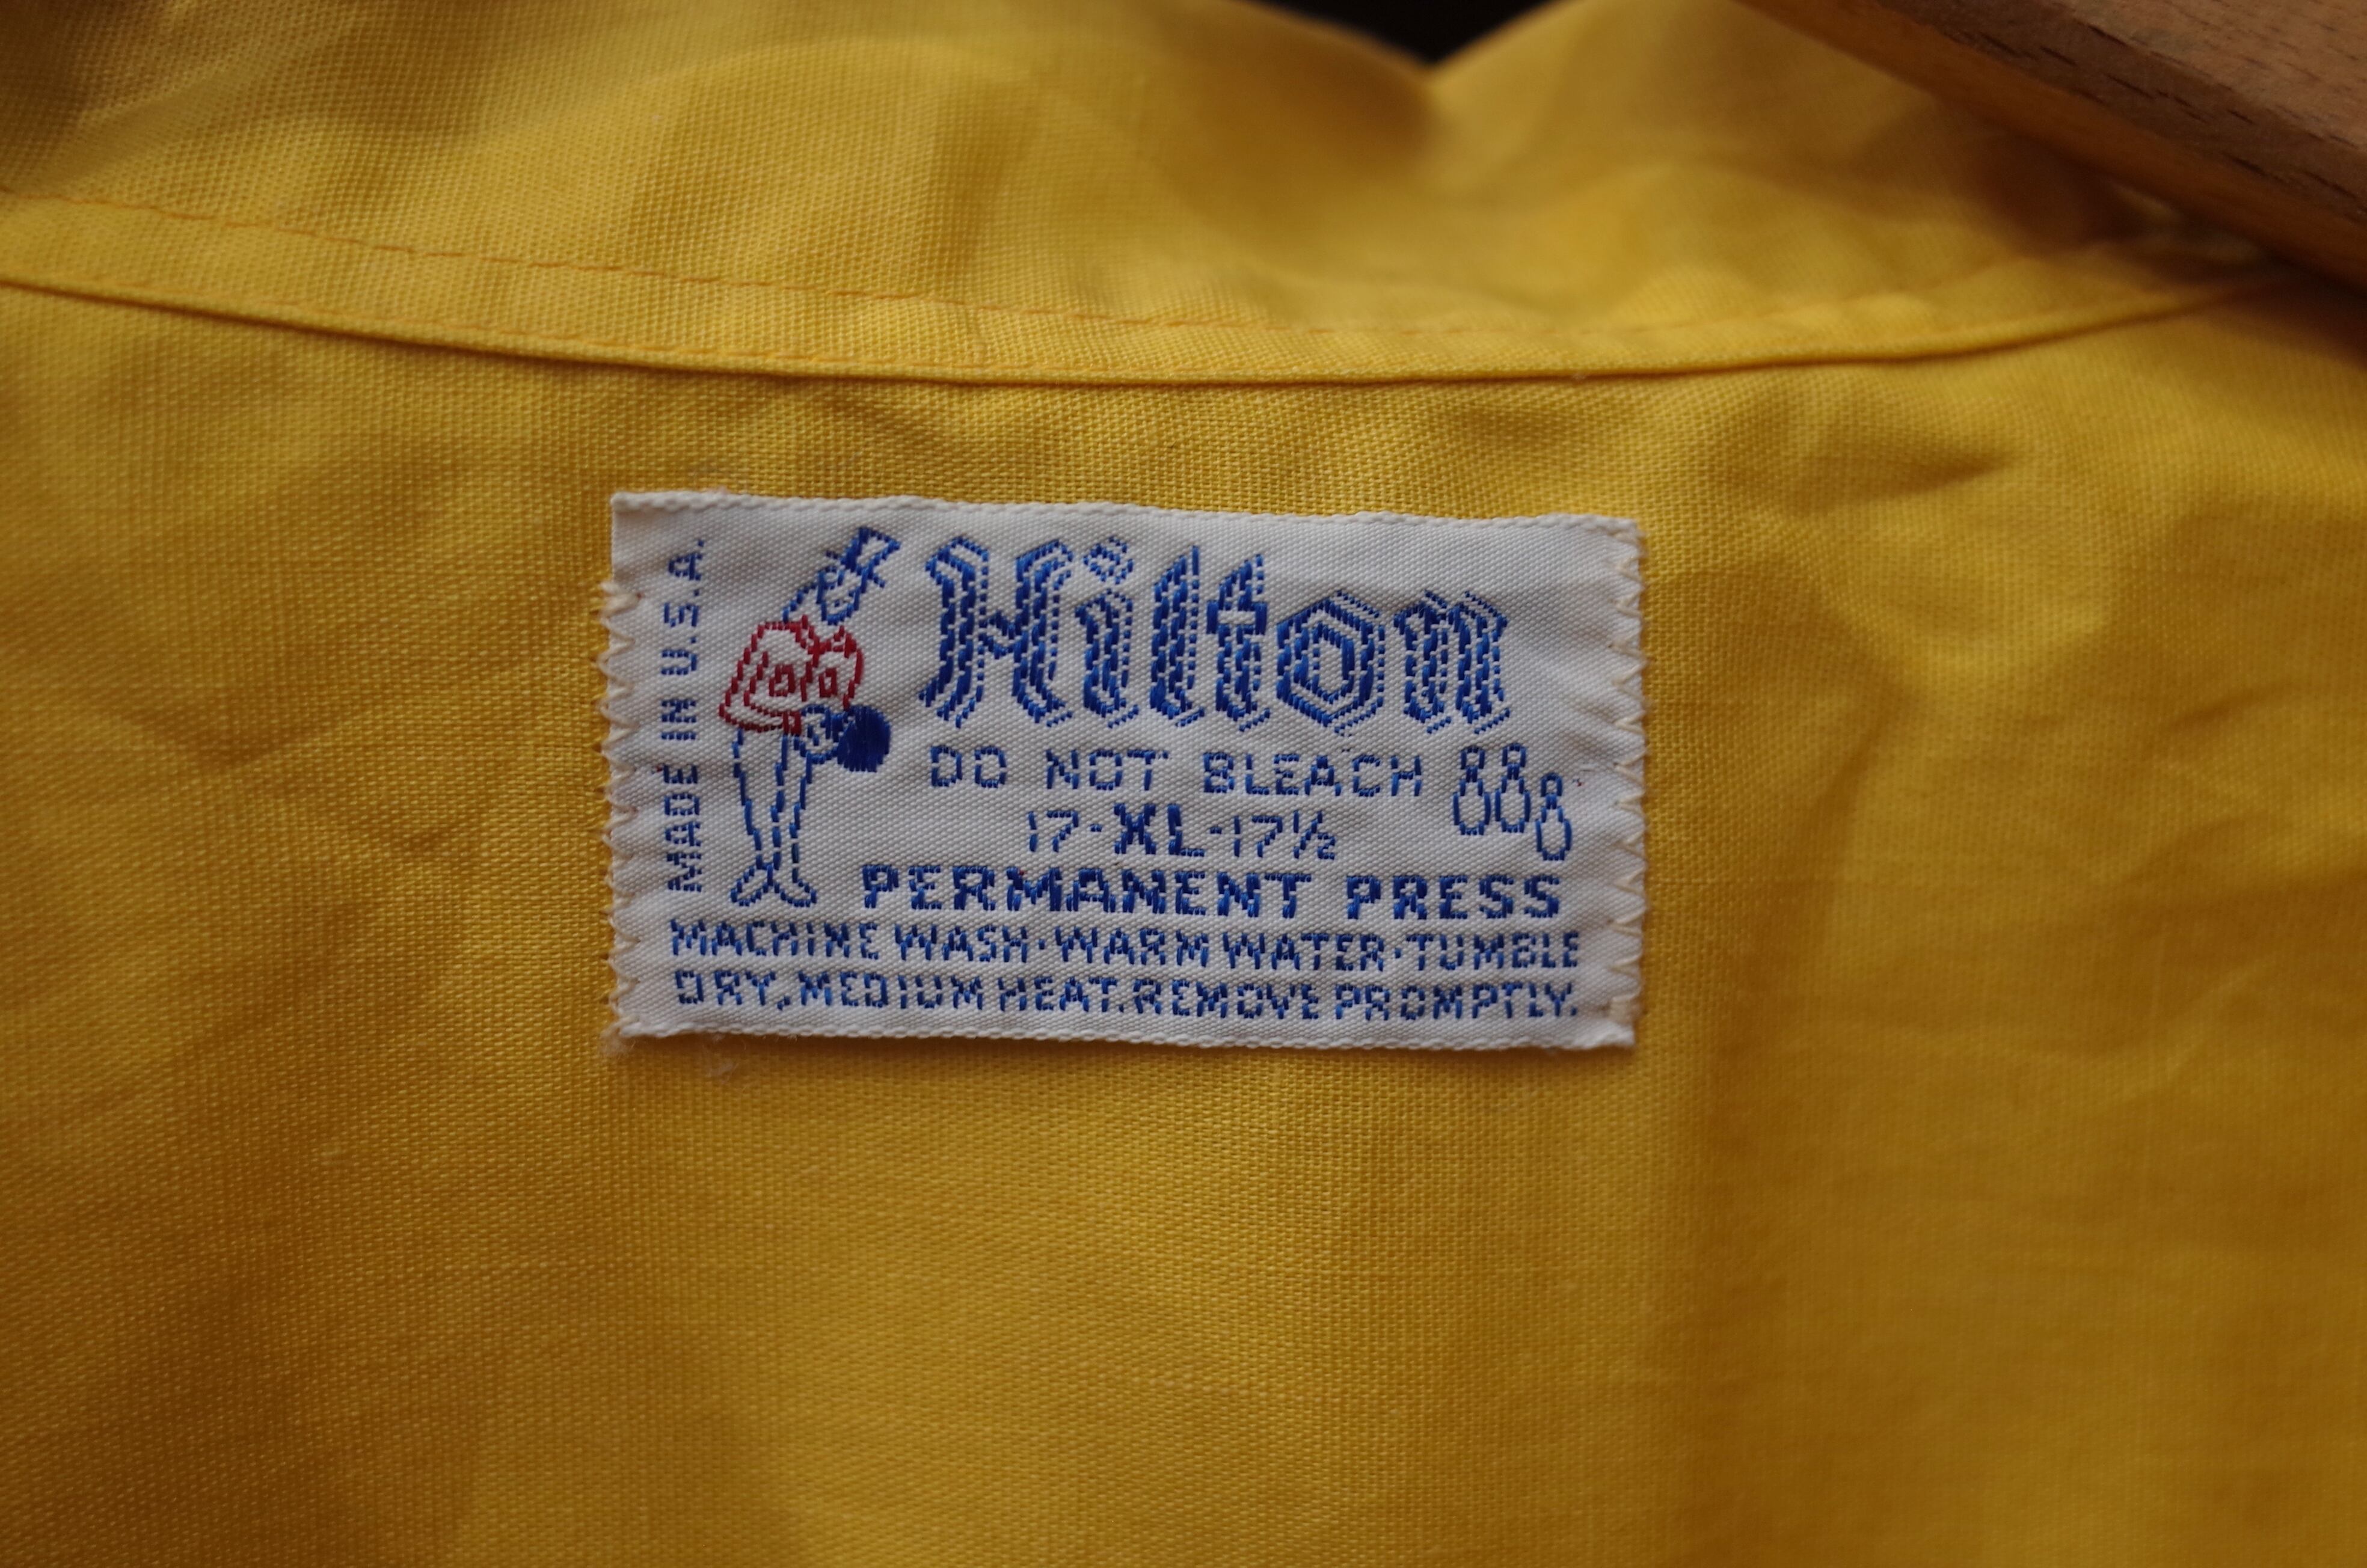 MADE IN U.S.A.
Hilton
DO NOT BLEACH
17-XL-17½
PERMANENT PRESS
MACHINE WASH·WARM WATER·TUMBLE
DRY, MEDIUM HEAT. REMOVE PROMPTLY.